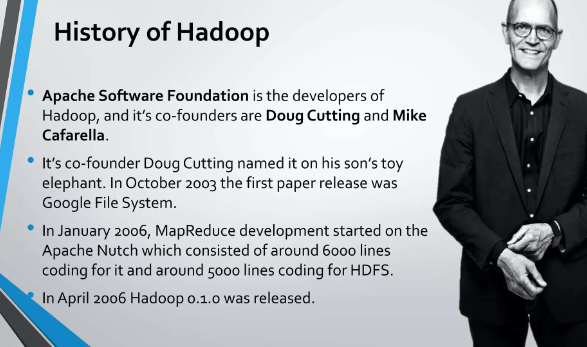 History of Hadoop
Apache Software Foundation is the developers of
Hadoop, and it's co-founders are Doug Cutting and Mike
Cafarella.
It's co-founder Doug Cutting named it on his son's toy
elephant. In October 2003 the first paper release was
Google File System.
In January 2006, MapReduce development started on the
Apache Nutch which consisted of around 6000 lines
coding for it and around 5000 lines coding for HDFS.
In April 2006 Hadoop 0.1.0 was released.